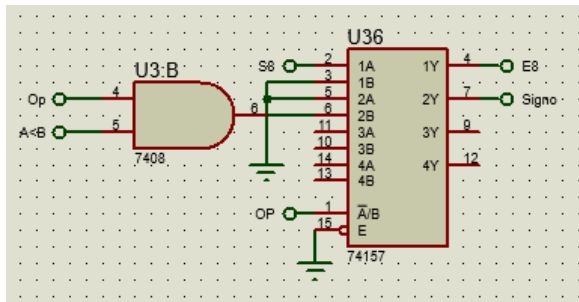 U36
U3:B
S8 2 1A 1Y 4 E8
3 1B
Op 4 5 2A 2Y 7 Signo
6 6 2B
A<B 5 11 3A 3Y 9
10 3B
7408 14 4A 4Y 12
13 4B
OP 1 A/B
15 E
74157